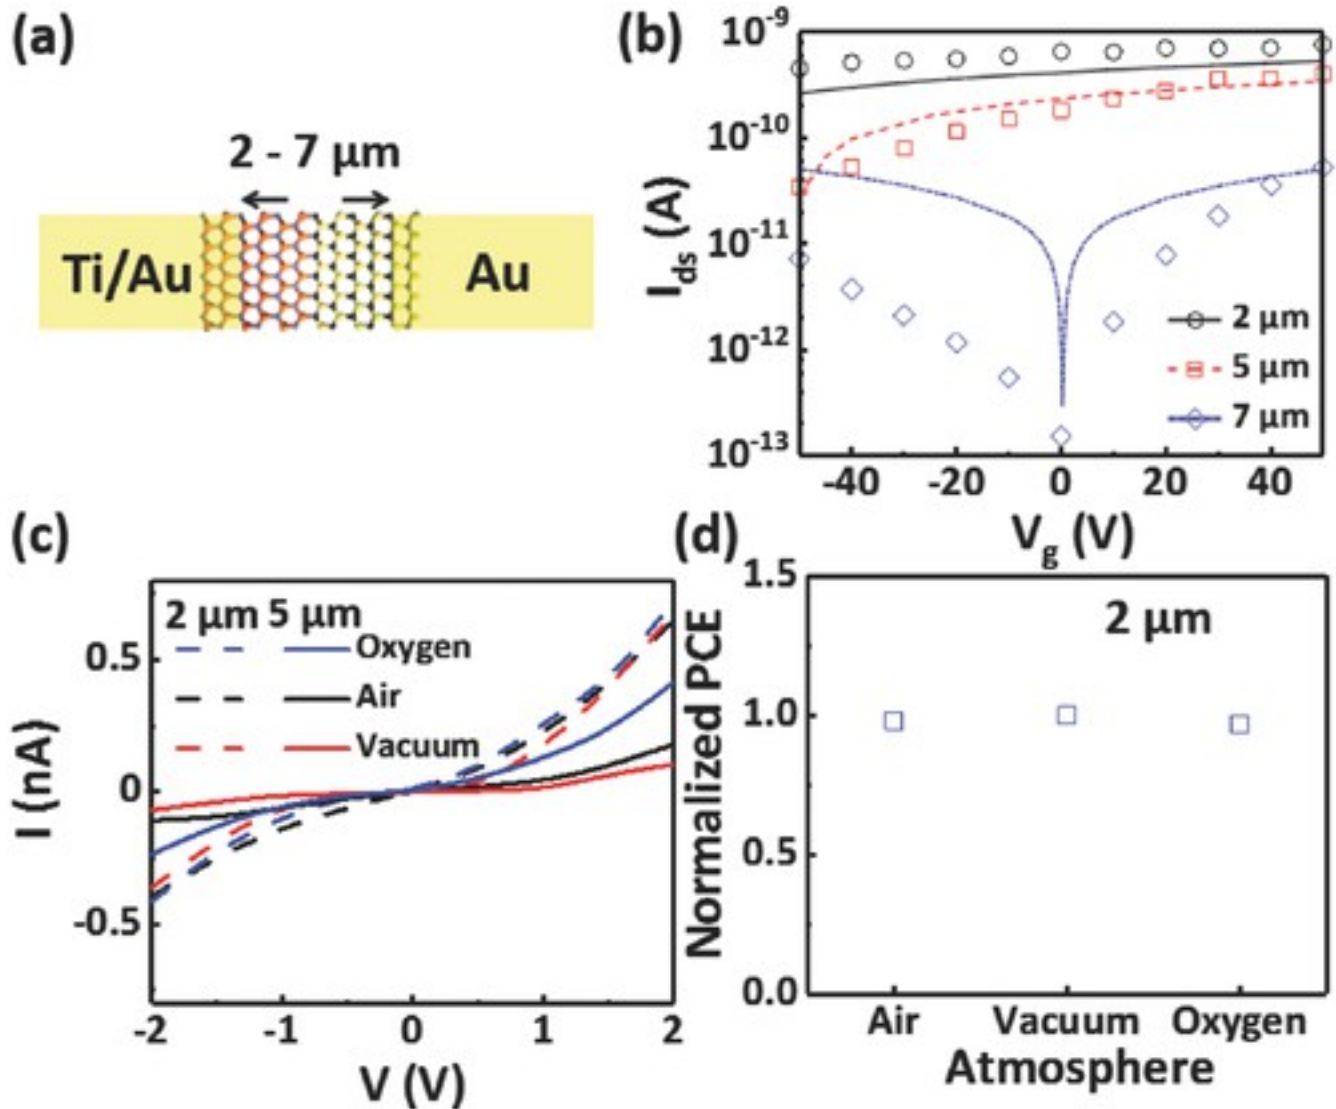 (a)
2 - 7 μm
Ti/Au
Au
(b)
10⁻⁹
10⁻¹⁰
10⁻¹¹
10⁻¹²
10⁻¹³
I_ds (A)
2 μm
5 μm
7 μm
-40 -20 0 20 40
V_g (V)
(c)
2 μm 5 μm
Oxygen
Air
Vacuum
0.5
0
-0.5
I (nA)
-2 -1 0 1 2
V (V)
(d)
2 μm
1.5
1.0
0.5
0.0
Normalized PCE
Air Vacuum Oxygen
Atmosphere